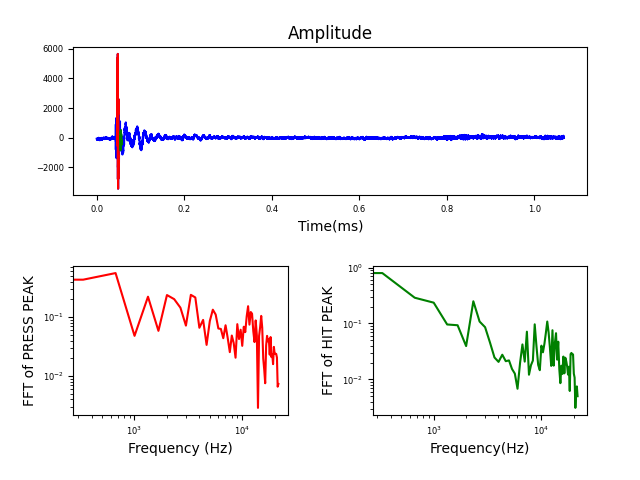 Amplitude
6000
4000
2000
0
−2000
0.0 0.2 0.4 0.6 0.8 1.0
Time(ms)
FFT of PRESS PEAK
10⁻¹
10⁻²
10³ 10⁴
Frequency (Hz)
FFT of HIT PEAK
10⁰
10⁻¹
10⁻²
10³ 10⁴
Frequency(Hz)